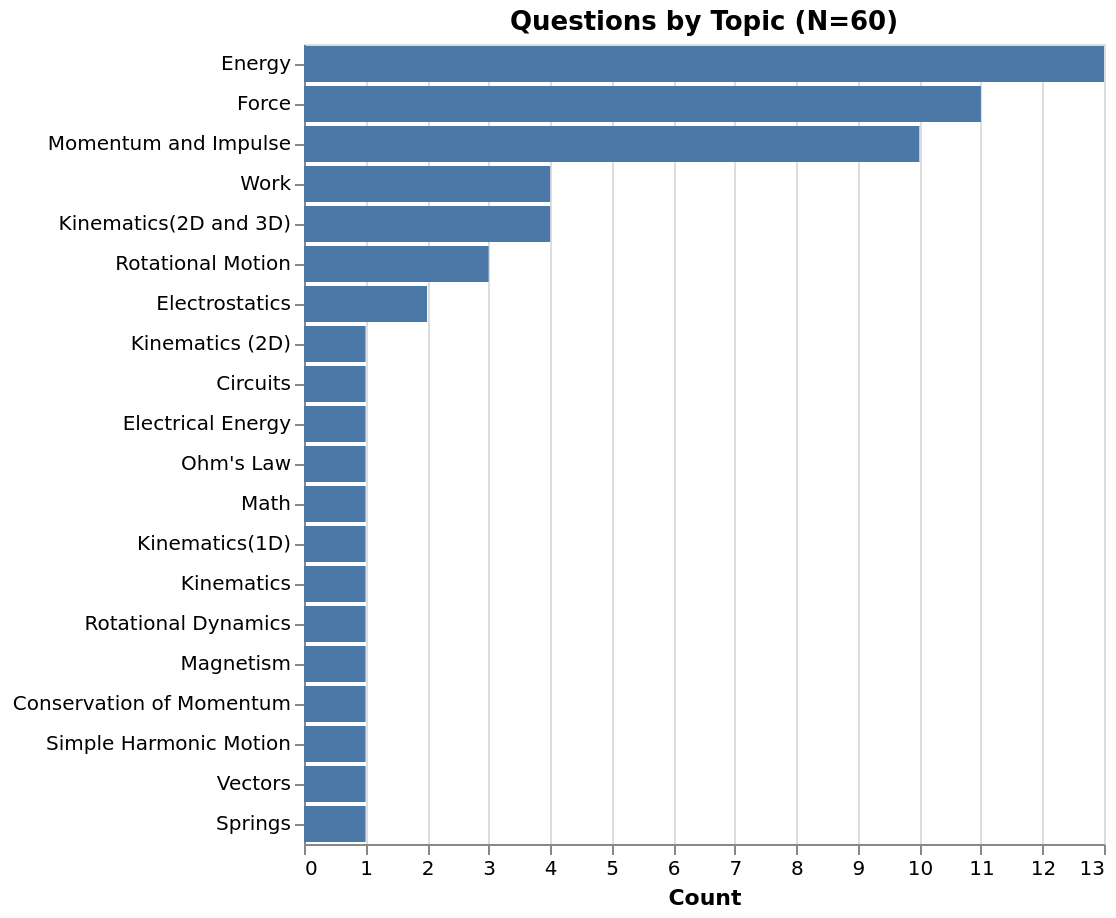 Questions by Topic (N=60)
Energy
Force
Momentum and Impulse
Work
Kinematics(2D and 3D)
Rotational Motion
Electrostatics
Kinematics (2D)
Circuits
Electrical Energy
Ohm's Law
Math
Kinematics(1D)
Kinematics
Rotational Dynamics
Magnetism
Conservation of Momentum
Simple Harmonic Motion
Vectors
Springs
0 1 2 3 4 5 6 7 8 9 10 11 12 13
Count